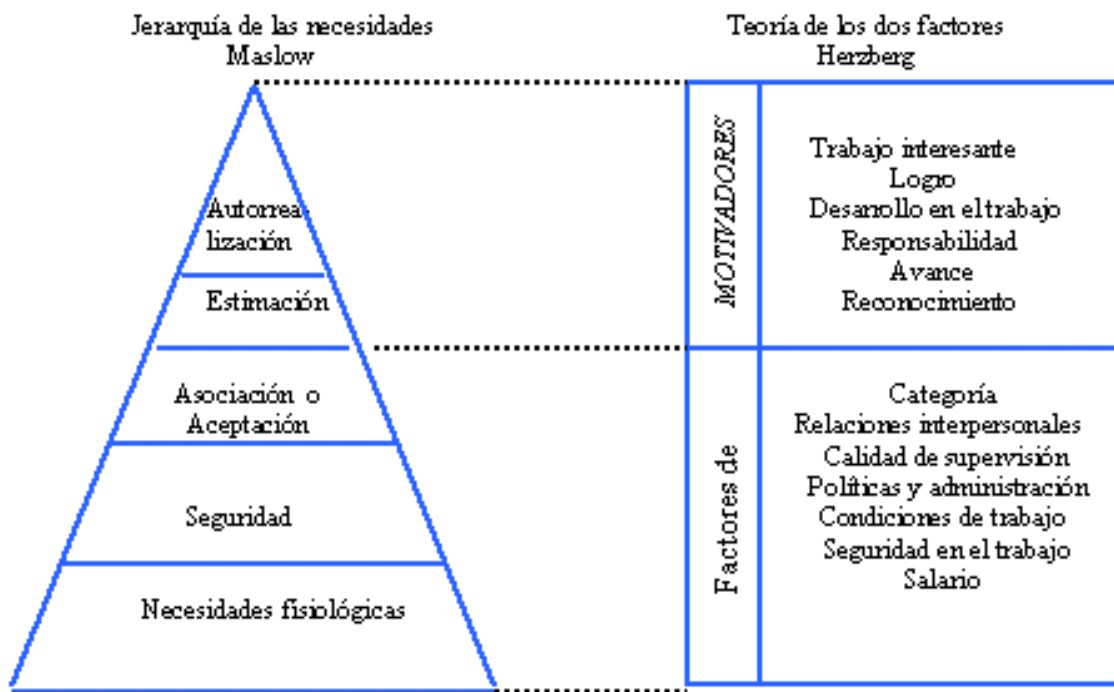 Jerarquía de las necesidades
Maslow
Autorrea-
lización
Estimación
Asociación o
Aceptación
Seguridad
Necesidades fisiológicas
Teoría de los dos factores
Herzberg
MOTIVADORES
Trabajo interesante
Logro
Desarrollo en el trabajo
Responsabilidad
Avance
Reconocimiento
Factores de
Categoría
Relaciones interpersonales
Calidad de supervisión
Políticas y administración
Condiciones de trabajo
Seguridad en el trabajo
Salario